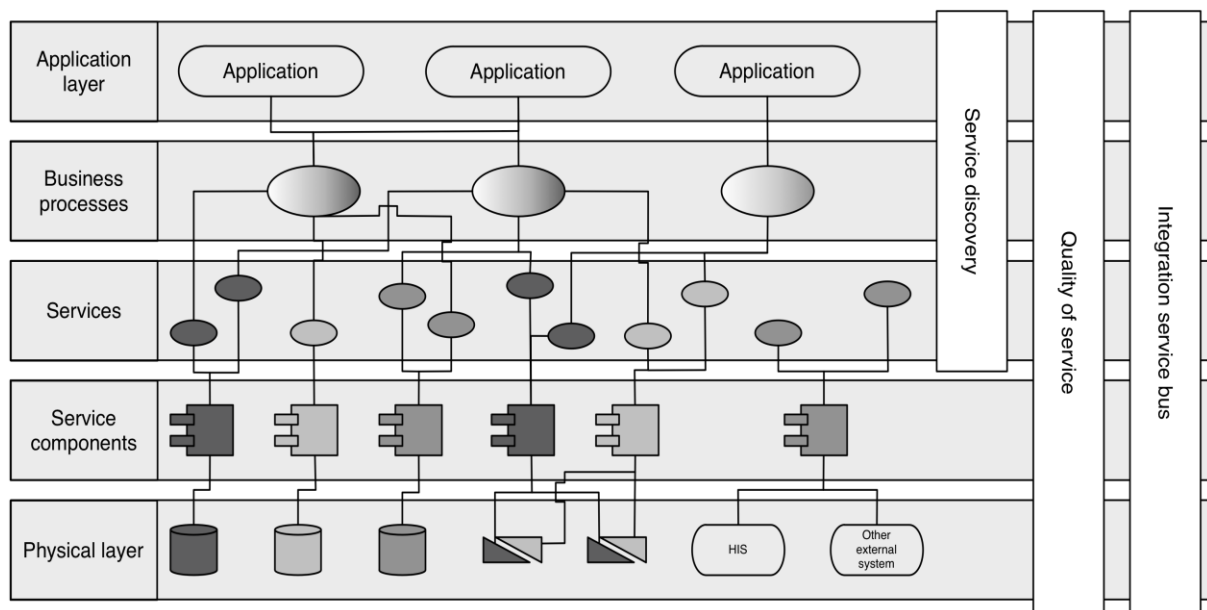 Application
layer
Application
Application
Application
Business
processes
Services
Service
components
Physical layer
HIS
Other
external
system
Service discovery
Quality of service
Integration service bus